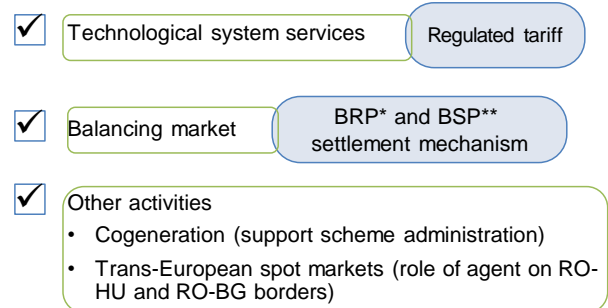 ✓ Technological system services Regulated tariff
✓ Balancing market BRP* and BSP**
settlement mechanism
✓ Other activities
• Cogeneration (support scheme administration)
• Trans-European spot markets (role of agent on RO-
HU and RO-BG borders)